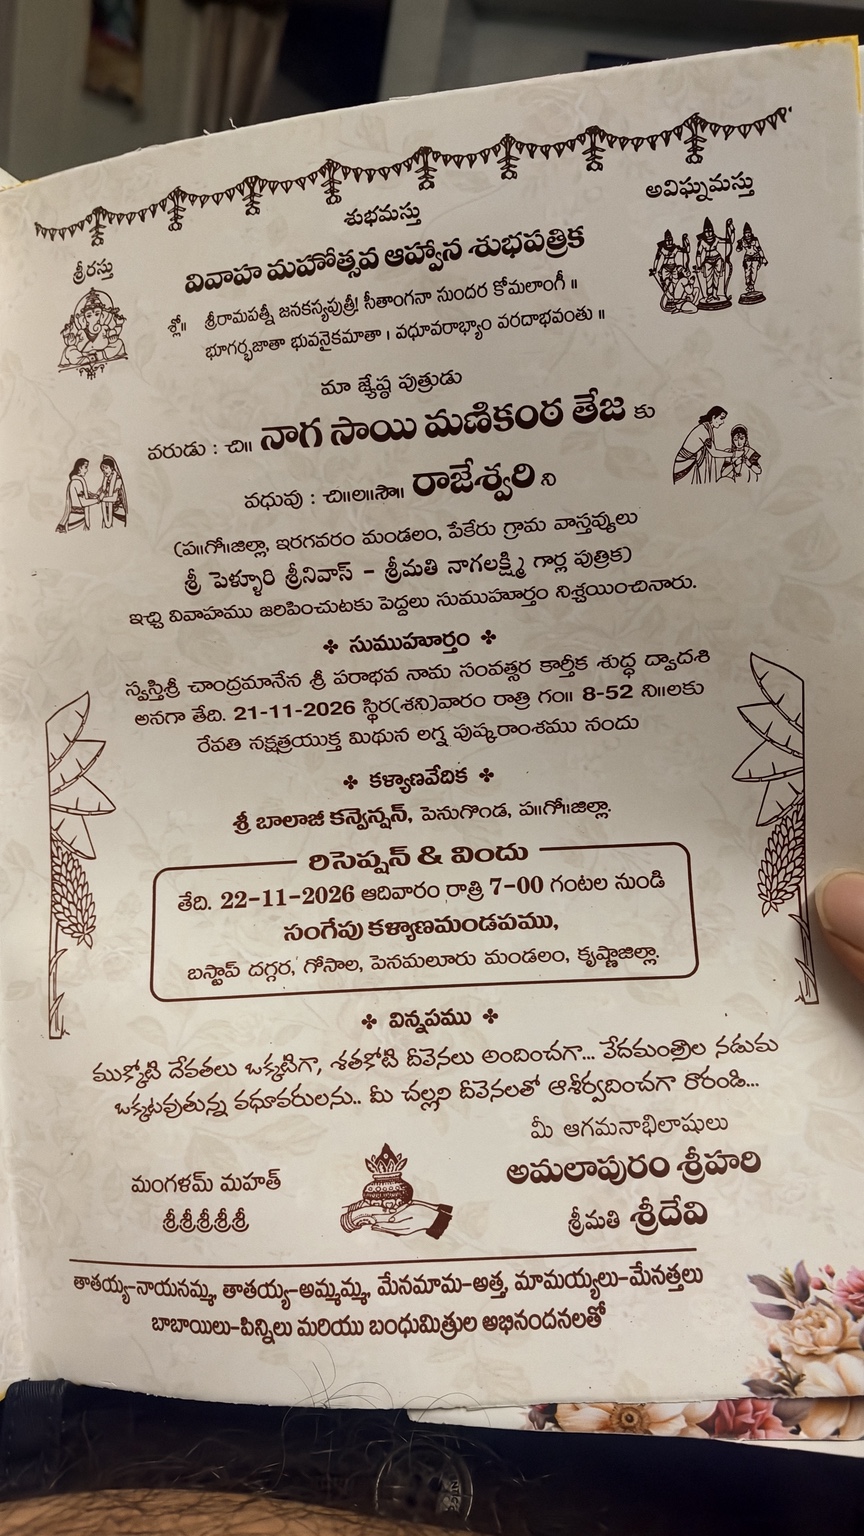 శుభమస్తు
అవిఘ్నమస్తు
శ్రీరస్తు
వివాహ మహోత్సవ ఆహ్వాన శుభపత్రిక
శ్లో॥ శ్రీరామపత్నీ జనకస్యపుత్రీ! సీతాంగనా సుందర కోమలాంగీ ॥
భూగర్భజాతా భువనైకమాతా । వధూవరాభ్యాం వరదాభవంతు ॥
మా జ్యేష్ఠ పుత్రుడు
వరుడు : చి॥ నాగ సాయి మణికంఠ తేజ కు
వధువు : చి॥ల॥సౌ॥ రాజేశ్వరి ని
(ప॥గో॥జిల్లా, ఇరగవరం మండలం, పేకేరు గ్రామ వాస్తవ్యులు
శ్రీ పెళ్ళూరి శ్రీనివాస్ - శ్రీమతి నాగలక్ష్మి గార్ల పుత్రిక)
ఇచ్చి వివాహము జరిపించుటకు పెద్దలు సుముహూర్తం నిశ్చయించినారు.
సుముహూర్తం
స్వస్తిశ్రీ చాంద్రమానేన శ్రీ పరాభవ నామ సంవత్సర కార్తీక శుద్ధ ద్వాదశి
అనగా తేది. 21-11-2026 స్థిర(శని)వారం రాత్రి గం॥ 8-52 ని॥లకు
రేవతి నక్షత్రయుక్త మిథున లగ్న పుష్కరాంశము నందు
కళ్యాణవేదిక
శ్రీ బాలాజీ కన్వెన్షన్, పెనుగొండ, ప॥గో॥జిల్లా.
రిసెప్షన్ & విందు
తేది. 22-11-2026 ఆదివారం రాత్రి 7-00 గంటల నుండి
సంగేపు కళ్యాణమండపము,
బస్టాప్ దగ్గర, గోసాల, పెనమలూరు మండలం, కృష్ణాజిల్లా.
విన్నపము
ముక్కోటి దేవతలు ఒక్కటిగా, శతకోటి దీవెనలు అందించగా... వేదమంత్రాల నడుమ
ఒక్కటవుతున్న వధూవరులను.. మీ చల్లని దీవెనలతో ఆశీర్వదించగా రారండి...
మీ ఆగమనాభిలాషులు
అమలాపురం శ్రీహరి
శ్రీమతి శ్రీదేవి
మంగళమ్ మహత్
శ్రీశ్రీశ్రీశ్రీశ్రీ
తాతయ్య-నాయనమ్మ, తాతయ్య-అమ్మమ్మ, మేనమామ-అత్త, మామయ్యలు-మేనత్తలు
బాబాయిలు-పిన్నిలు మరియు బంధుమిత్రుల అభినందనలతో